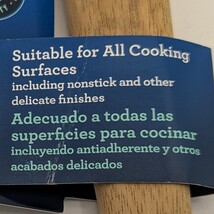 Suitable for All Cooking
Surfaces
including nonstick and other
delicate finishes
Adecuado a todas las
superficies para cocinar
incluyendo antiadherente y otros
acabados delicados